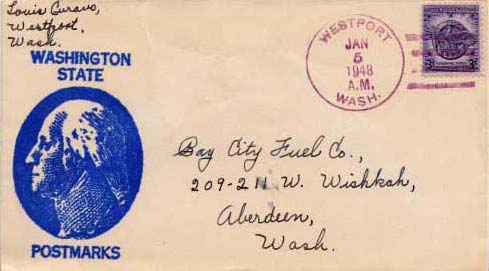 Louis Curavo,
Westport,
Wash.
WASHINGTON
STATE
POSTMARKS
WESTPORT
JAN
5
1948
A.M.
WASH.
3¢
Bay City Fuel Co.,
209-211 W. Wishkah,
Aberdeen,
Wash.